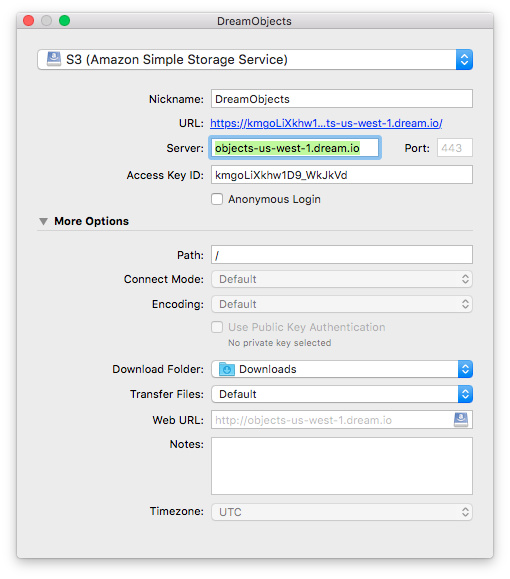 DreamObjects
S3 (Amazon Simple Storage Service)
Nickname: DreamObjects
URL: https://kmgoLiXkhw1...ts-us-west-1.dream.io/
Server: objects-us-west-1.dream.io Port: 443
Access Key ID: kmgoLiXkhw1D9_WkJkVd
Anonymous Login
More Options
Path: /
Connect Mode: Default
Encoding: Default
Use Public Key Authentication
No private key selected
Download Folder: Downloads
Transfer Files: Default
Web URL: http://objects-us-west-1.dream.io
Notes:
Timezone: UTC